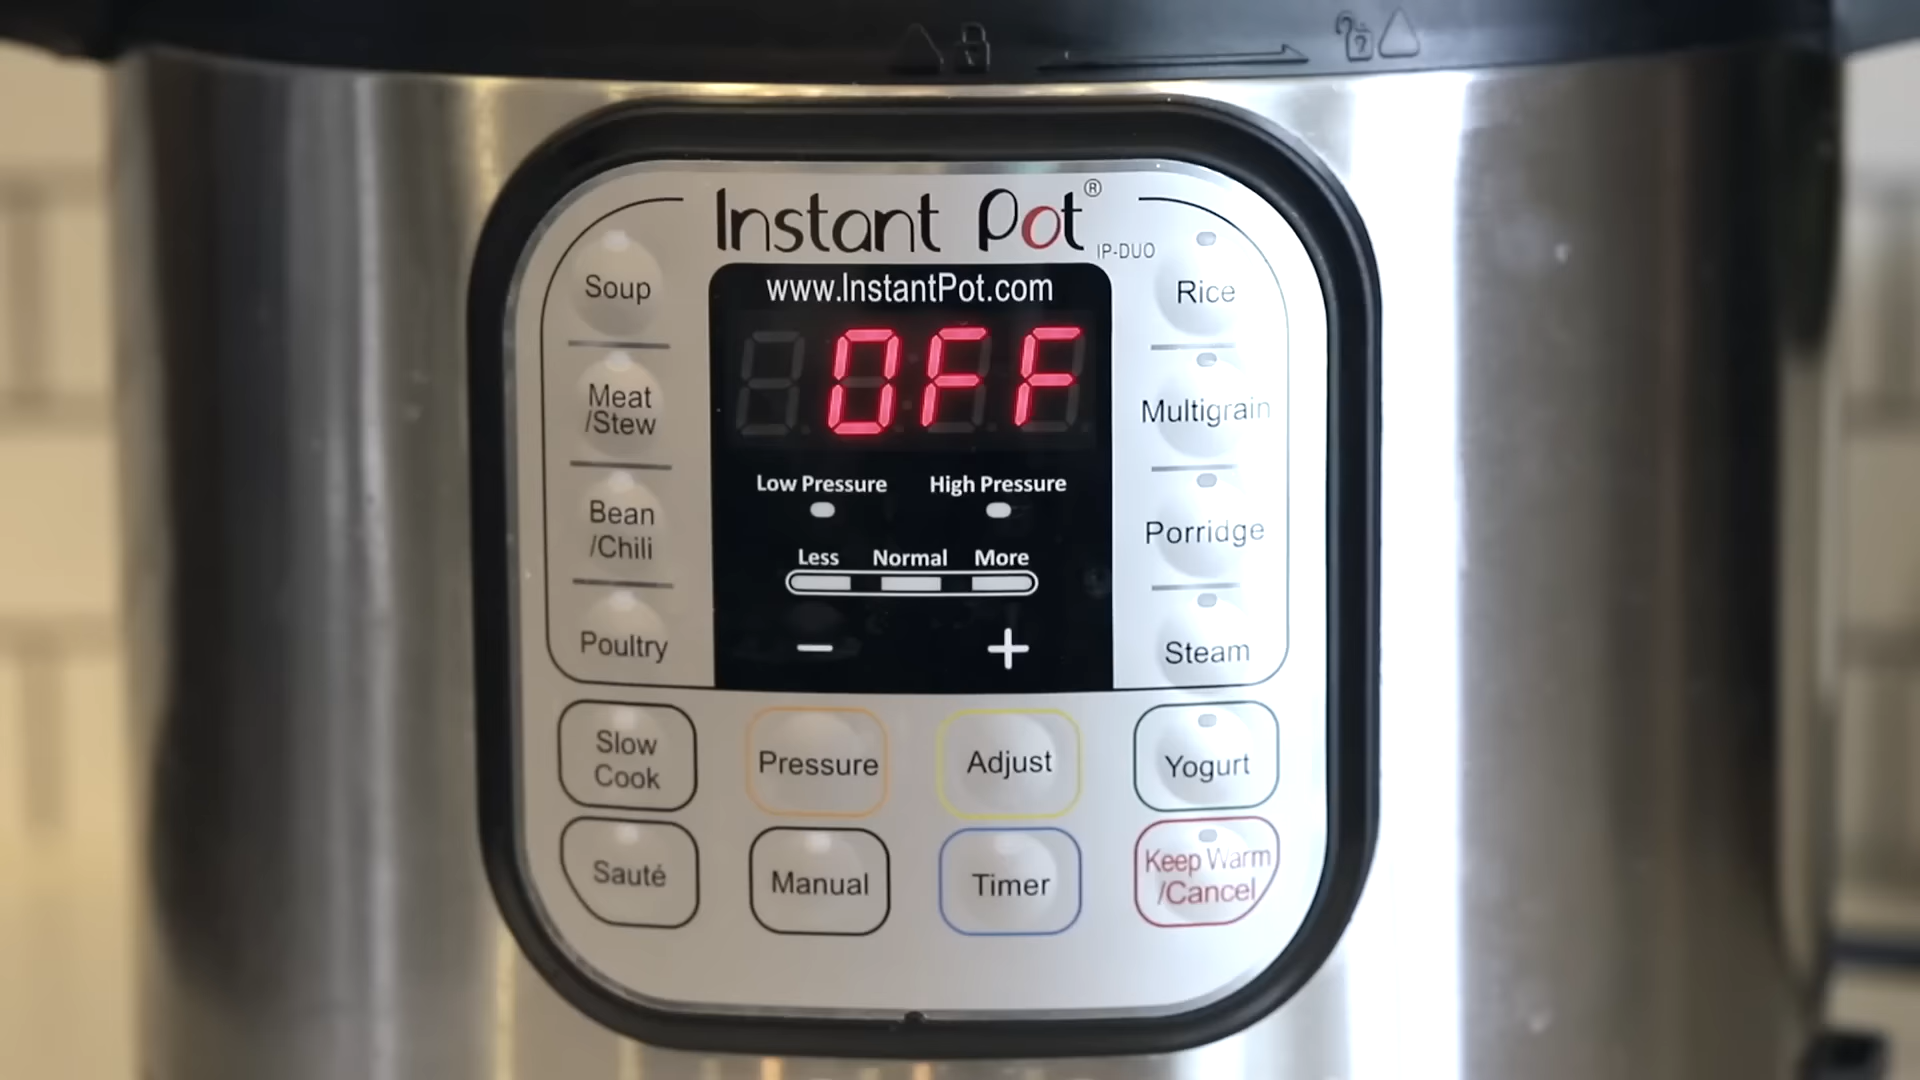 Instant Pot®
IP-DUO
www.InstantPot.com
OFF
Low Pressure
High Pressure
Less Normal More
− +
Soup
Meat
/Stew
Bean
/Chili
Poultry
Rice
Multigrain
Porridge
Steam
Slow
Cook
Pressure
Adjust
Yogurt
Sauté
Manual
Timer
Keep Warm
/Cancel